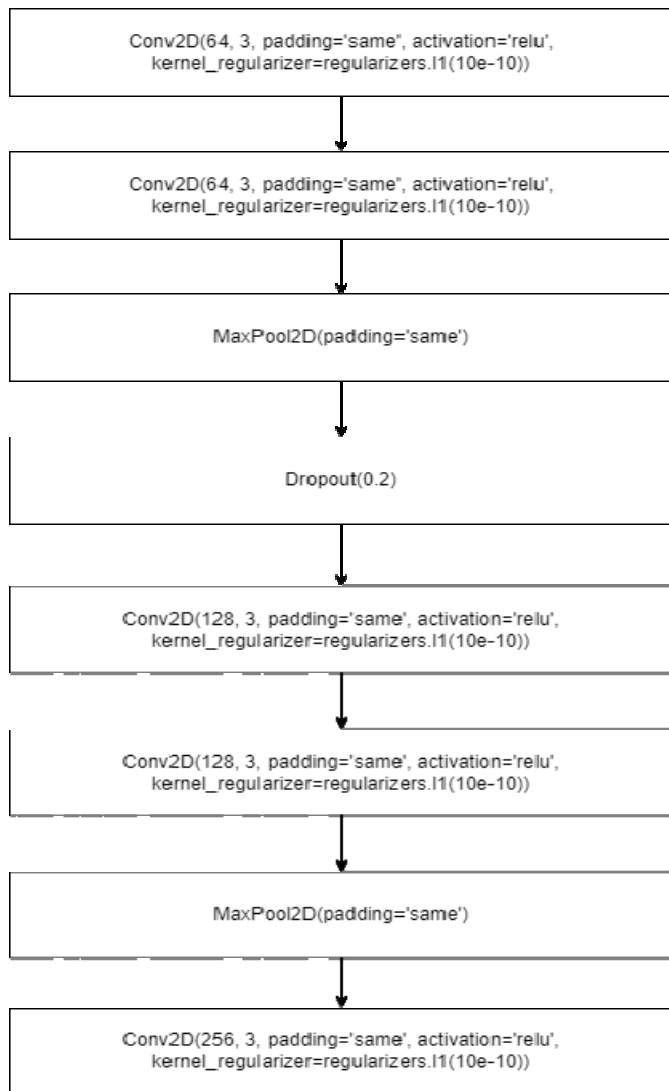 Conv2D(64, 3, padding='same", activation='relu',
kernel_regularizer=regularizers.l1(10e-10))
Conv2D(64, 3, padding='same", activation='relu',
kernel_regularizer=regularizers.l1(10e-10))
MaxPool2D(padding='same')
Dropout(0.2)
Conv2D(128, 3, padding='same', activation='relu',
kernel_regularizer=regularizers.l1(10e-10))
Conv2D(128, 3, padding='same', activation='relu',
kernel_regularizer=regularizers.l1(10e-10))
MaxPool2D(padding='same')
Conv2D(256, 3, padding='same', activation='relu',
kernel_regularizer=regularizers.l1(10e-10))